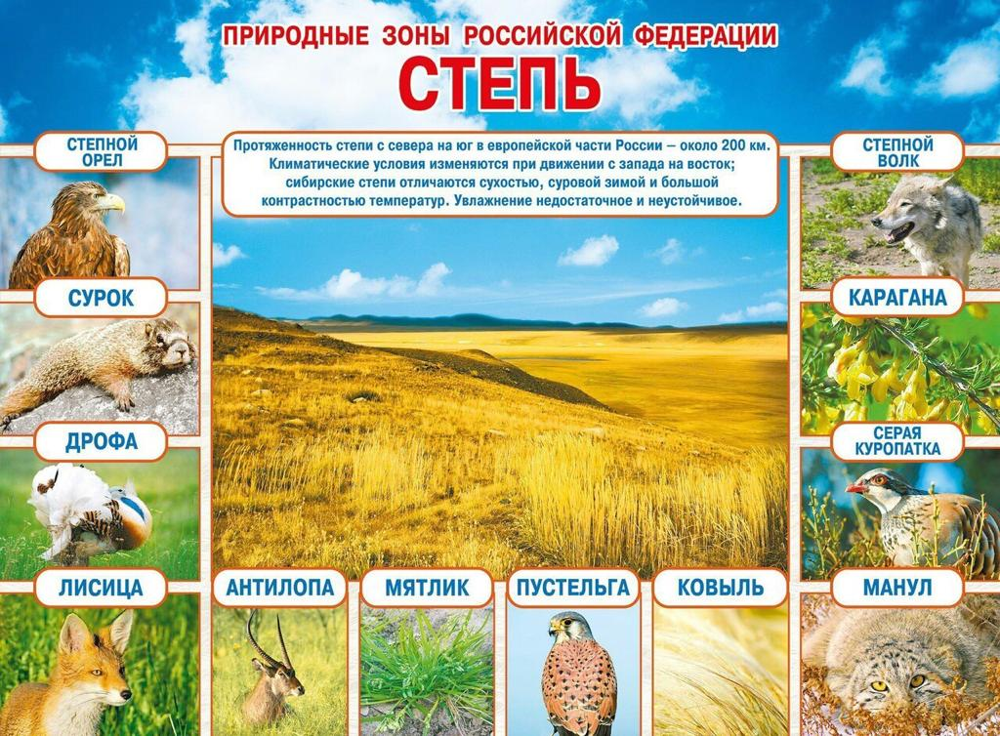 ПРИРОДНЫЕ ЗОНЫ РОССИЙСКОЙ ФЕДЕРАЦИИ
СТЕПЬ
Протяженность степи с севера на юг в европейской части России – около 200 км.
Климатические условия изменяются при движении с запада на восток;
сибирские степи отличаются сухостью, суровой зимой и большой
контрастностью температур. Увлажнение недостаточное и неустойчивое.
СТЕПНОЙ
ОРЕЛ
СТЕПНОЙ
ВОЛК
СУРОК
КАРАГАНА
ДРОФА
СЕРАЯ
КУРОПАТКА
ЛИСИЦА
АНТИЛОПА
МЯТЛИК
ПУСТЕЛЬГА
КОВЫЛЬ
МАНУЛ